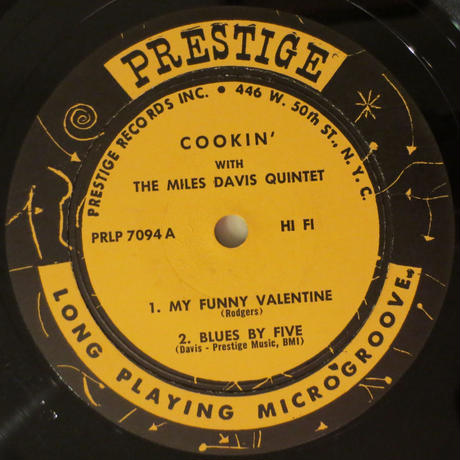 PRESTIGE
PRESTIGE RECORDS INC. • 446 W. 50th ST., N.Y.C.
COOKIN'
WITH
THE MILES DAVIS QUINTET
PRLP 7094 A
HI FI
1. MY FUNNY VALENTINE
(Rodgers)
2. BLUES BY FIVE
(Davis - Prestige Music, BMI)
LONG PLAYING MICROGROOVE